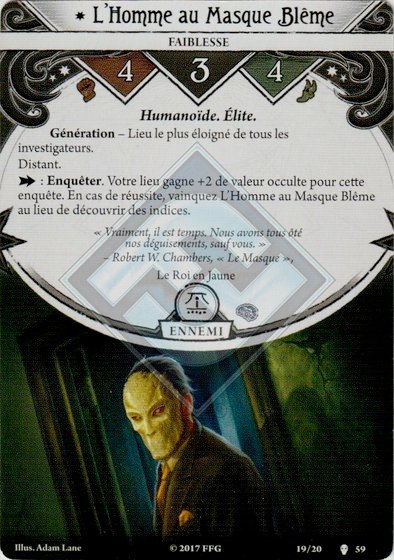 L'Homme au Masque Blême
FAIBLESSE
4 3 4
Humanoïde. Élite.
Génération – Lieu le plus éloigné de tous les
investigateurs.
Distant.
: Enquêter. Votre lieu gagne +2 de valeur occulte pour cette
enquête. En cas de réussite, vainquez L'Homme au Masque Blême
au lieu de découvrir des indices.
« Vraiment, il est temps. Nous avons tous ôté
nos déguisements, sauf vous. »
– Robert W. Chambers, « Le Masque »,
Le Roi en Jaune
ENNEMI
Illus. Adam Lane
© 2017 FFG
19/20
59